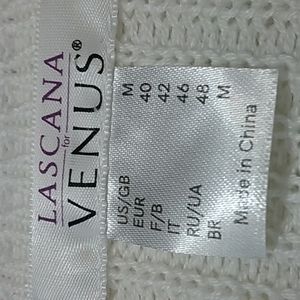 LASCANA
for
VENUS®
US/GB M
EUR 40
F/B 42
IT 46
RU/UA 48
BR M
Made in China